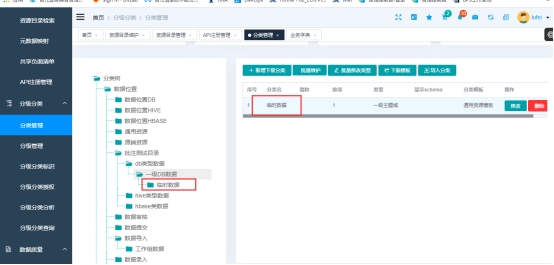 资源目录检索
元数据映射
共享负面清单
API注册管理
分级分类
分类管理
分级管理
分级分类标识
分级分类授权
分级分类分析
分级分类查询
数据质量
首页 / 分级分类 / 分类管理
首页
资源目录维护
资源目录管理
API注册管理
分类管理
业务字典
分类树
数据位置
数据位置DB
数据位置HIVE
数据位置HBASE
通用资源
原端资源
批注测试目录
db类型数据
一级DB数据
临时数据
hive类型数据
hbase类数据
数据审核
数据提交
数据导入
工作组数据
数据录入
新增下级分类
批量维护
批量修改类型
下载模板
导入分类
序号 分类名 排序 类型 显示schema 分类模板 操作
1 临时数据 1 一级主题域 通用资源模板 修改 删除